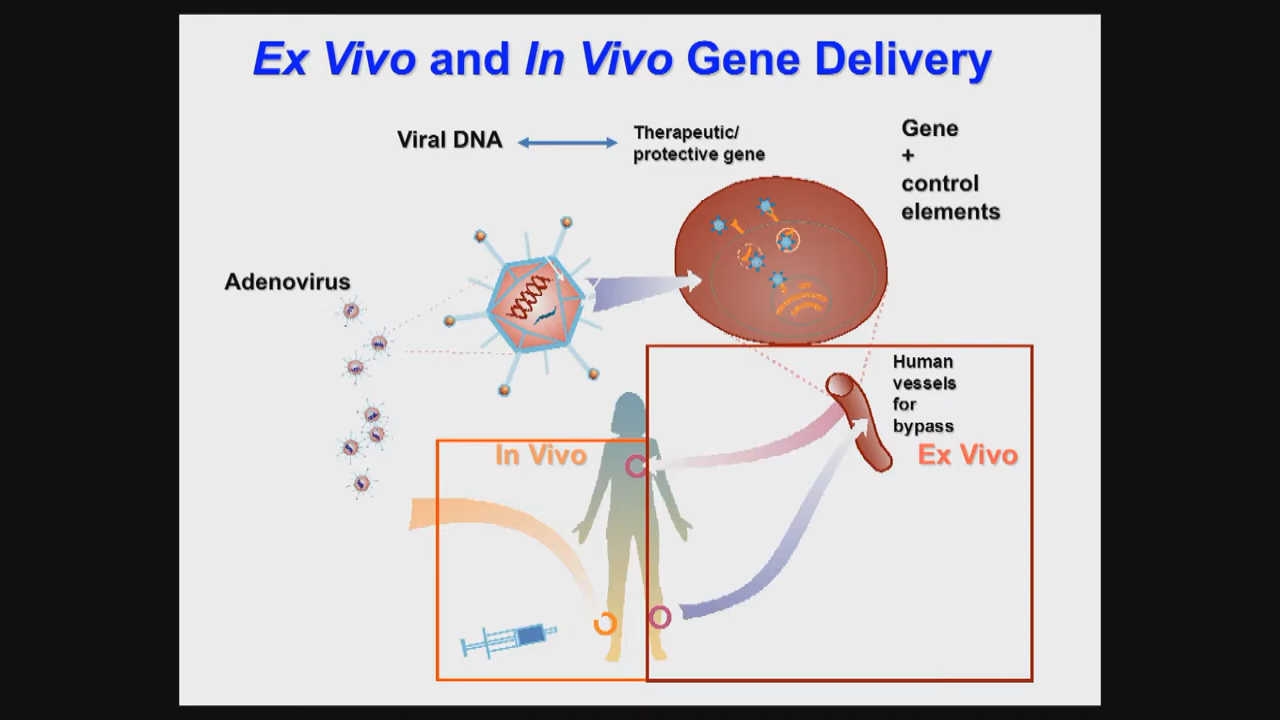 Ex Vivo and In Vivo Gene Delivery
Viral DNA
Therapeutic/
protective gene
Gene
+
control
elements
Adenovirus
Human
vessels
for
bypass
In Vivo
Ex Vivo